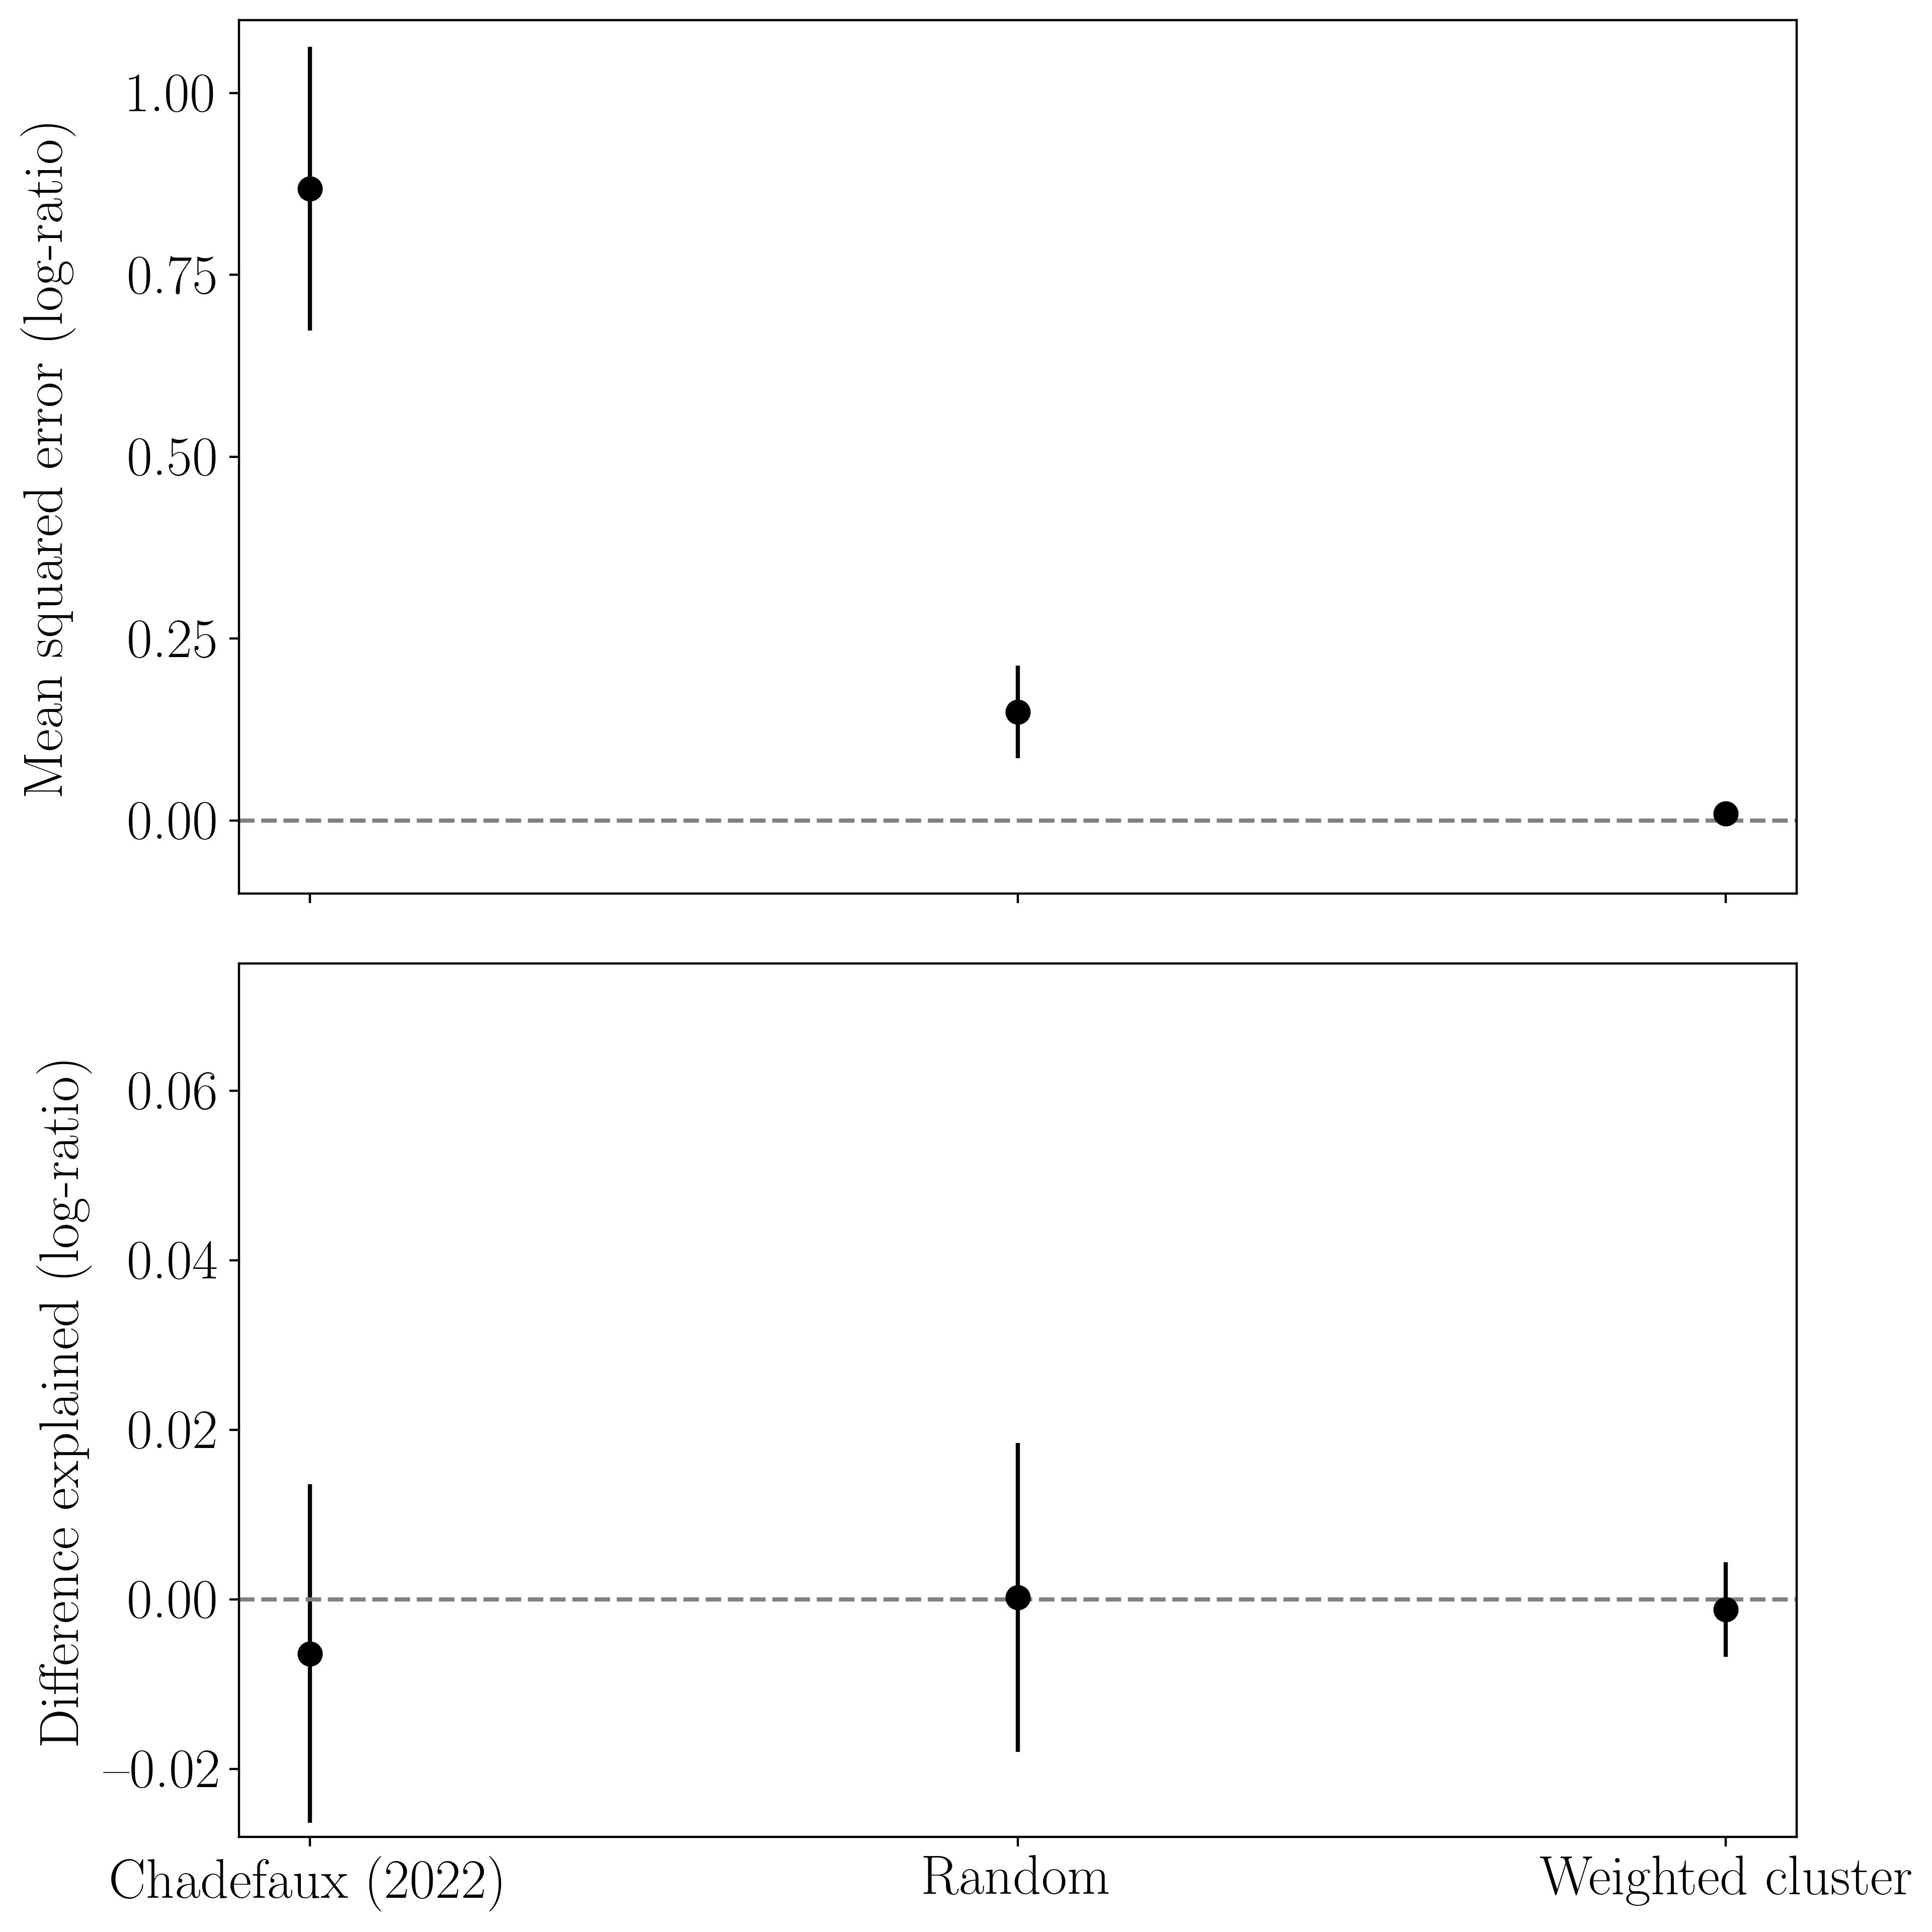 Mean squared error (log-ratio)
1.00
0.75
0.50
0.25
0.00
Difference explained (log-ratio)
0.06
0.04
0.02
0.00
−0.02
Chadefaux (2022)
Random
Weighted cluster